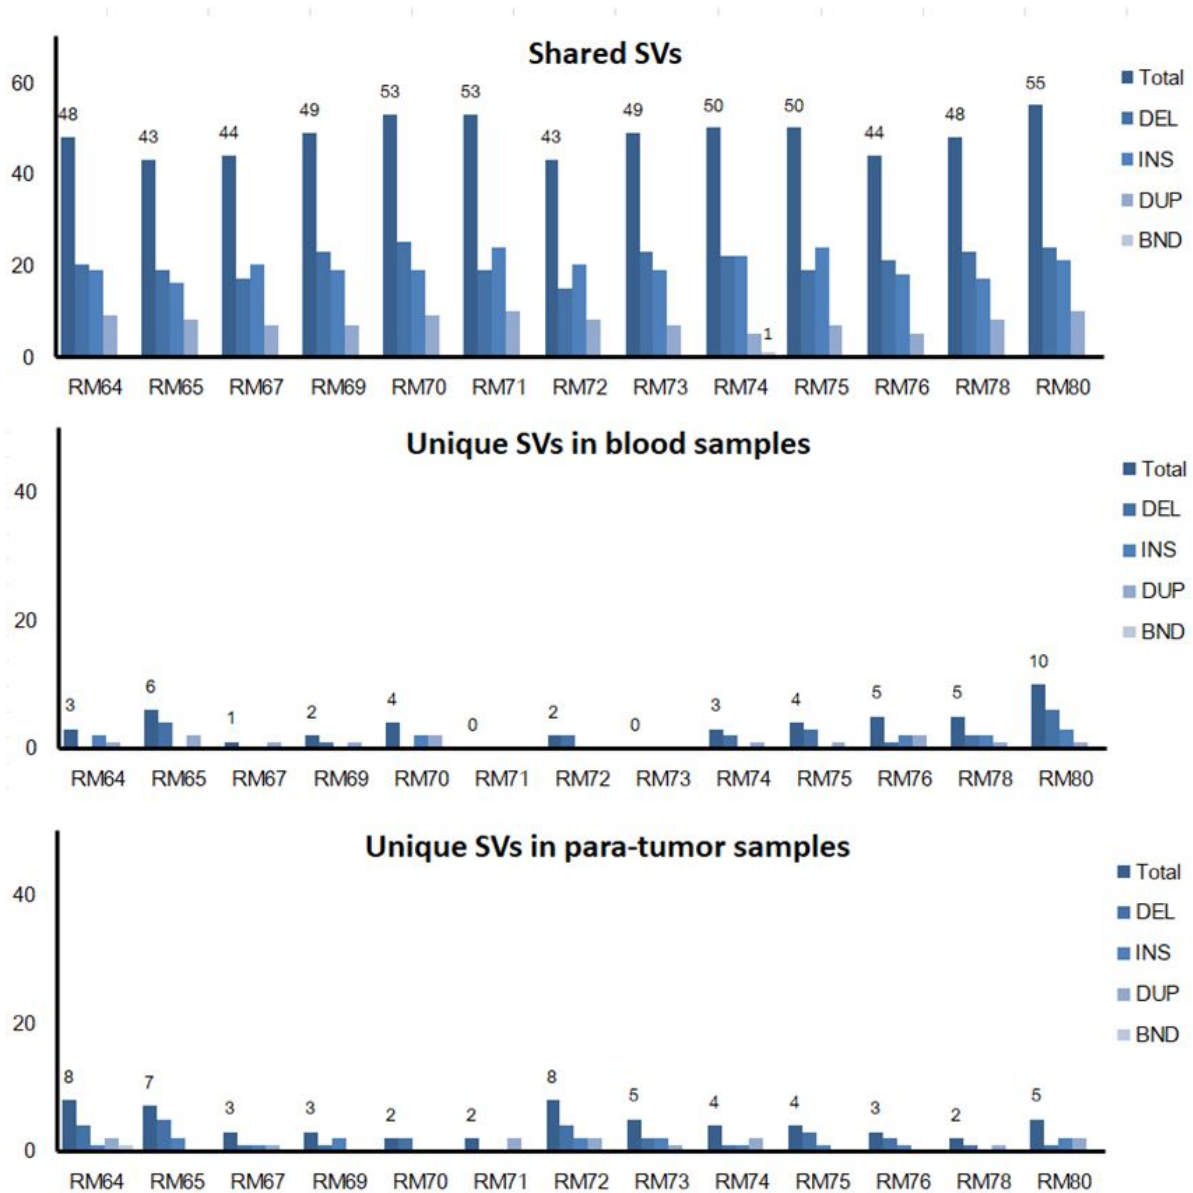 Shared SVs
60
40
20
0
48 43 44 49 53 53 43 49 50 1 50 44 48 55
RM64 RM65 RM67 RM69 RM70 RM71 RM72 RM73 RM74 RM75 RM76 RM78 RM80
Total
DEL
INS
DUP
BND
Unique SVs in blood samples
40
20
0
3 6 1 2 4 0 2 0 3 4 5 5 10
RM64 RM65 RM67 RM69 RM70 RM71 RM72 RM73 RM74 RM75 RM76 RM78 RM80
Total
DEL
INS
DUP
BND
Unique SVs in para-tumor samples
40
20
0
8 7 3 3 2 2 8 5 4 4 3 2 5
RM64 RM65 RM67 RM69 RM70 RM71 RM72 RM73 RM74 RM75 RM76 RM78 RM80
Total
DEL
INS
DUP
BND